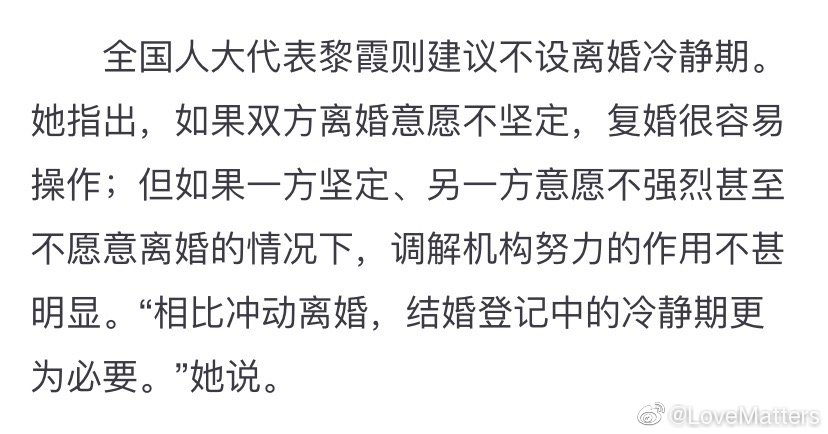 全国人大代表黎霞则建议不设离婚冷静期。
她指出，如果双方离婚意愿不坚定，复婚很容易
操作；但如果一方坚定、另一方意愿不强烈甚至
不愿意离婚的情况下，调解机构努力的作用不甚
明显。“相比冲动离婚，结婚登记中的冷静期更
为必要。”她说。
@LoveMatters